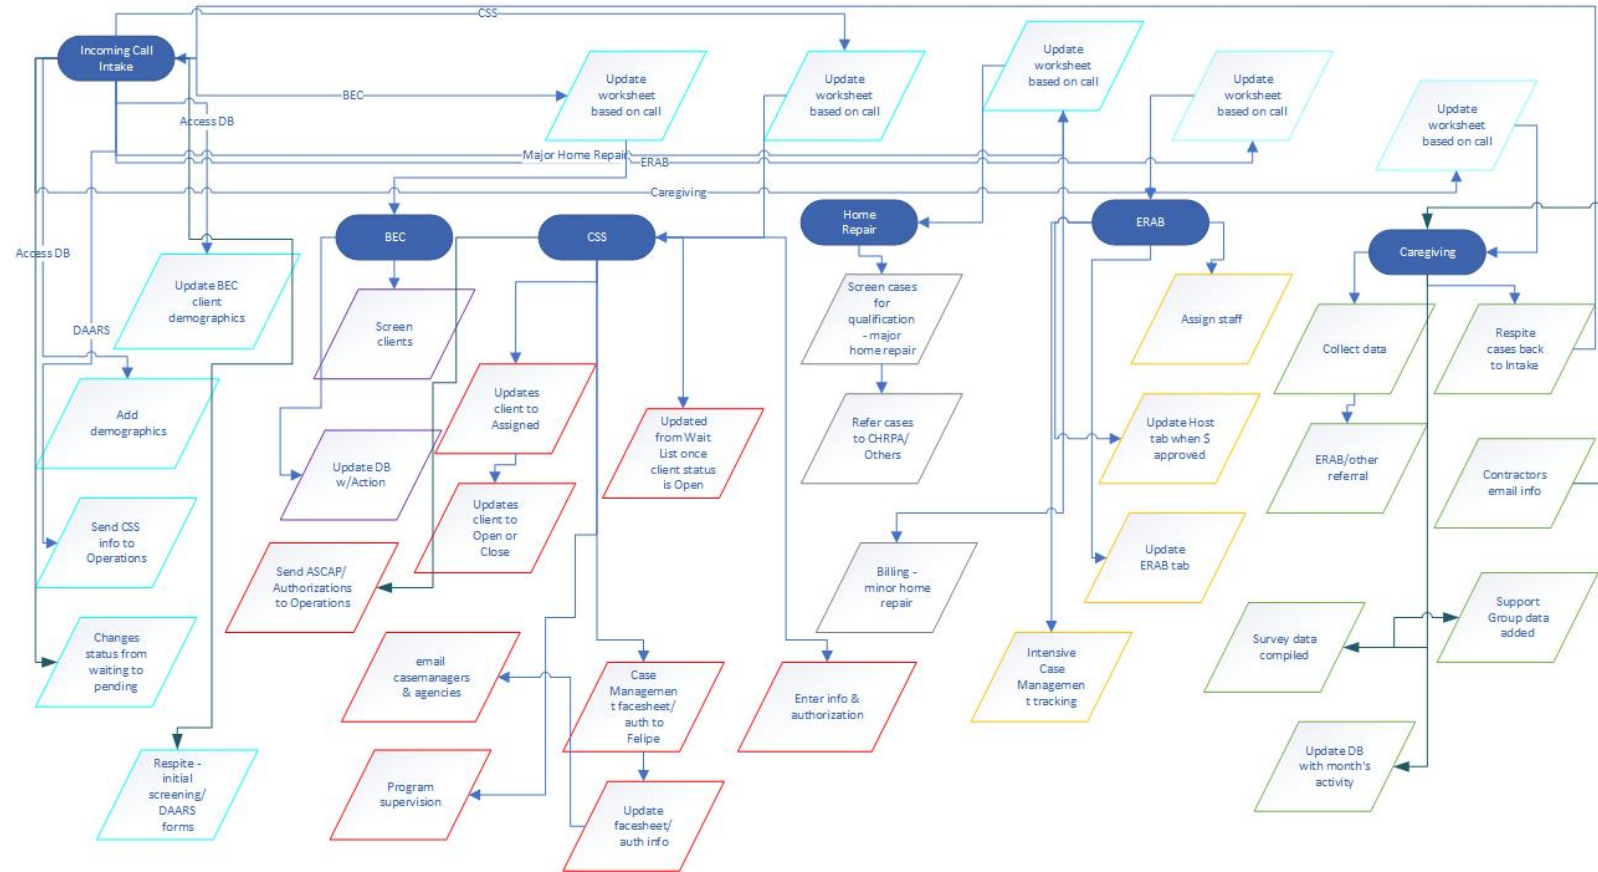 CSS
Incoming Call
Intake
BEC
Access DB
Update
worksheet
based on call
Update
worksheet
based on call
Update
worksheet
based on call
Update
worksheet
based on call
Update
worksheet
based on call
Major Home Repair
ERAB
Caregiving
Access DB
DAARS
BEC
CSS
Home
Repair
ERAB
Caregiving
Update BEC
client
demographics
Screen
clients
Screen cases
for
qualification
- major
home repair
Assign staff
Collect data
Respite
cases back
to Intake
Add
demographics
Updates
client to
Assigned
Updated
from Wait
List once
client status
is Open
Refer cases
to CHRPA/
Others
Update Host
tab when $
approved
ERAB/other
referral
Contractors
email info
Update DB
w/Action
Send CSS
info to
Operations
Updates
client to
Open or
Close
Send ASCAP/
Authorizations
to Operations
Billing -
minor home
repair
Update
ERAB tab
Support
Group data
added
Survey data
compiled
Changes
status from
waiting to
pending
email
casemanagers
& agencies
Case
Managemen
t facesheet/
auth to
Felipe
Enter info &
authorization
Intensive
Case
Managemen
t tracking
Update DB
with month's
activity
Respite -
initial
screening/
DAARS
forms
Program
supervision
Update
facesheet/
auth info